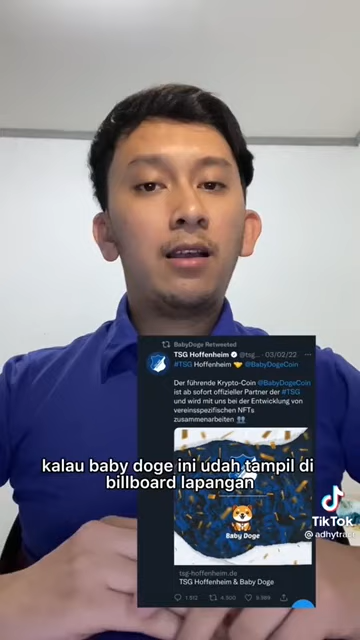 BabyDoge Retweeted
TSG Hoffenheim @tsg... · 03/02/22
#TSG Hoffenheim 🤝 @BabyDogeCoin
Der führende Krypto-Coin @BabyDogeCoin
ist ab sofort offizieller Partner der #TSG
und wird mit uns bei der Entwicklung von
vereinsspezifischen NFTs
zusammenarbeiten
kalau baby doge ini udah tampil di
billboard lapangan
Baby Doge
tsg-hoffenheim.de
TSG Hoffenheim & Baby Doge
TikTok